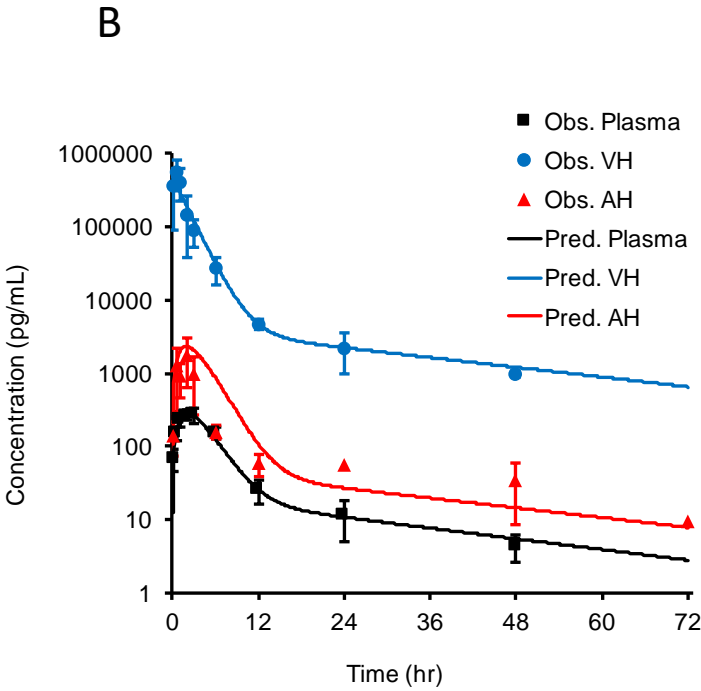 B
Obs. Plasma
Obs. VH
Obs. AH
Pred. Plasma
Pred. VH
Pred. AH
1000000
100000
10000
1000
100
10
1
Concentration (pg/mL)
0 12 24 36 48 60 72
Time (hr)